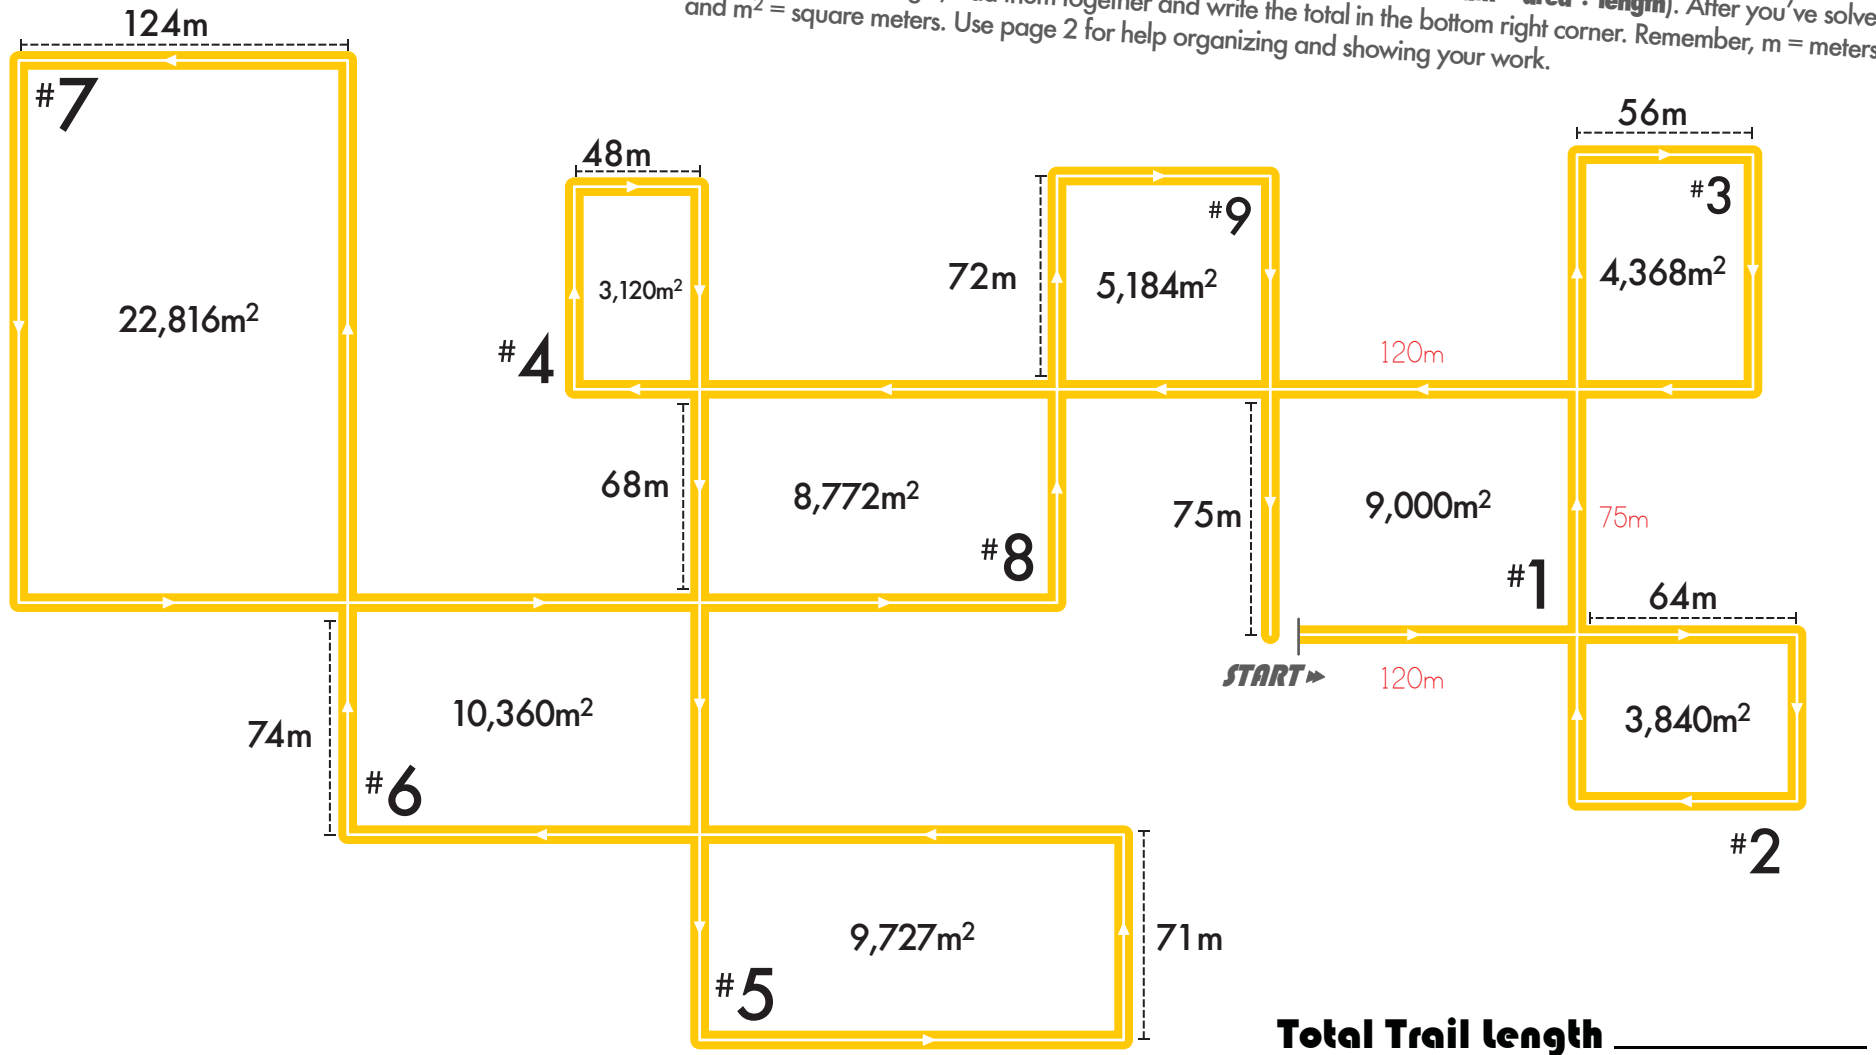 and write the total in the bottom right corner. Remember, m = meters
and m² = square meters. Use page 2 for help organizing and showing your work.
area ÷ length). After you've solve
124m
#7
22,816m²
48m
3,120m²
#4
72m
#9
5,184m²
56m
#3
4,368m²
120m
68m
8,772m²
#8
75m
9,000m²
75m
#1
64m
START
120m
3,840m²
#2
74m
10,360m²
#6
9,727m²
71m
#5
Total Trail Length